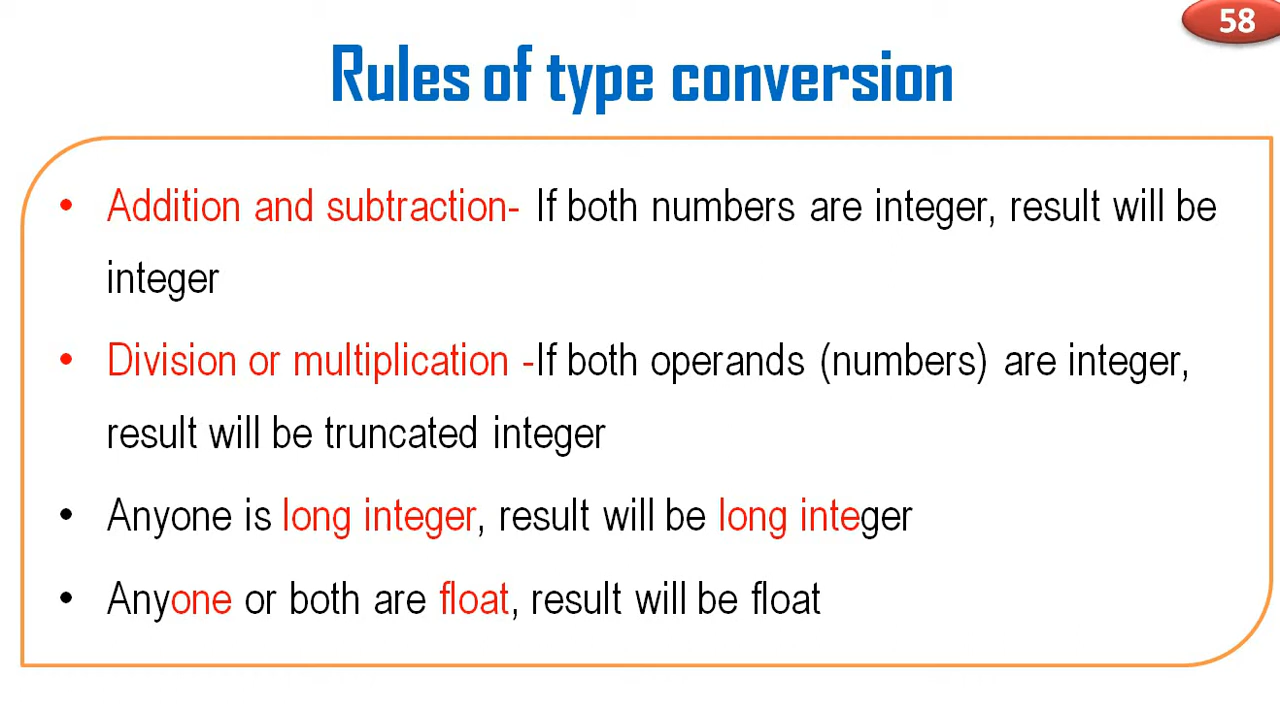 58
Rules of type conversion
• Addition and subtraction- If both numbers are integer, result will be
integer
• Division or multiplication -If both operands (numbers) are integer,
result will be truncated integer
• Anyone is long integer, result will be long integer
• Anyone or both are float, result will be float